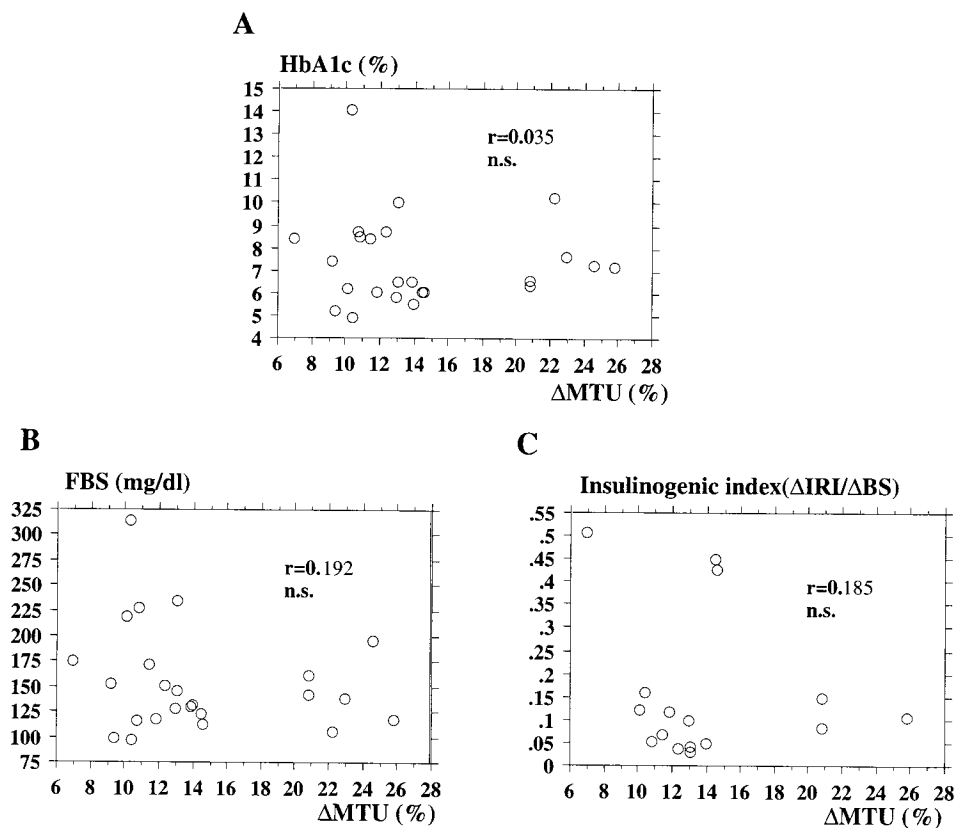 A
HbA1c (%)
15
14
13
12
11
10
9
8
7
6
5
4
r=0.035
n.s.
6 8 10 12 14 16 18 20 22 24 26 28
ΔMTU (%)
B
FBS (mg/dl)
325
300
275
250
225
200
175
150
125
100
75
r=0.192
n.s.
6 8 10 12 14 16 18 20 22 24 26 28
ΔMTU (%)
C
Insulinogenic index(ΔIRI/ΔBS)
.55
.5
.45
.4
.35
.3
.25
.2
.15
.1
.05
0
r=0.185
n.s.
6 8 10 12 14 16 18 20 22 24 26 28
ΔMTU (%)